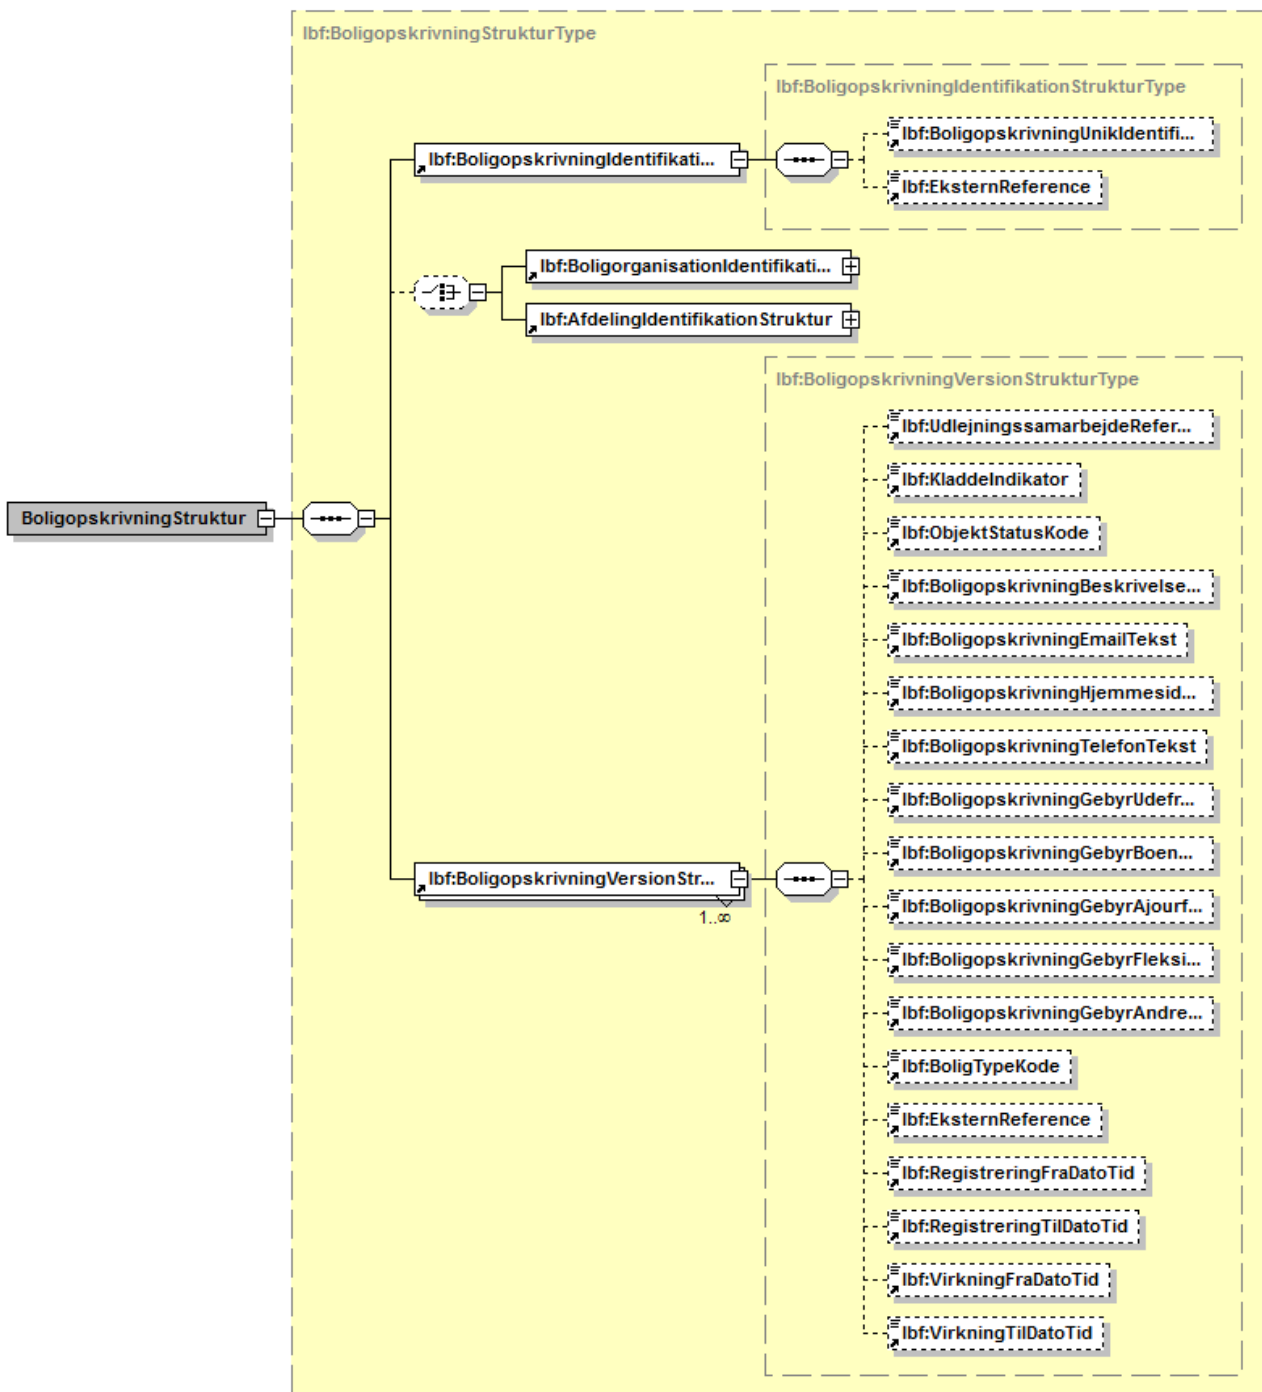 lbf:BoligopskrivningStrukturType
lbf:BoligopskrivningIdentifikationStrukturType
lbf:BoligopskrivningUnikIdentifi...
lbf:BoligopskrivningIdentifikati...
lbf:EksternReference
lbf:BoligorganisationIdentifikati...
lbf:AfdelingIdentifikationStruktur
lbf:BoligopskrivningVersionStrukturType
lbf:UdlejningssamarbejdeRefer...
lbf:KladdeIndikator
BoligopskrivningStruktur
lbf:ObjektStatusKode
lbf:BoligopskrivningBeskrivelse...
lbf:BoligopskrivningEmailTekst
lbf:BoligopskrivningHjemmesid...
lbf:BoligopskrivningTelefonTekst
lbf:BoligopskrivningGebyrUdefr...
lbf:BoligopskrivningGebyrBoen...
lbf:BoligopskrivningVersionStr...
1..∞
lbf:BoligopskrivningGebyrAjourf...
lbf:BoligopskrivningGebyrFleksi...
lbf:BoligopskrivningGebyrAndre...
lbf:BoligTypeKode
lbf:EksternReference
lbf:RegistreringFraDatoTid
lbf:RegistreringTilDatoTid
lbf:VirkningFraDatoTid
lbf:VirkningTilDatoTid